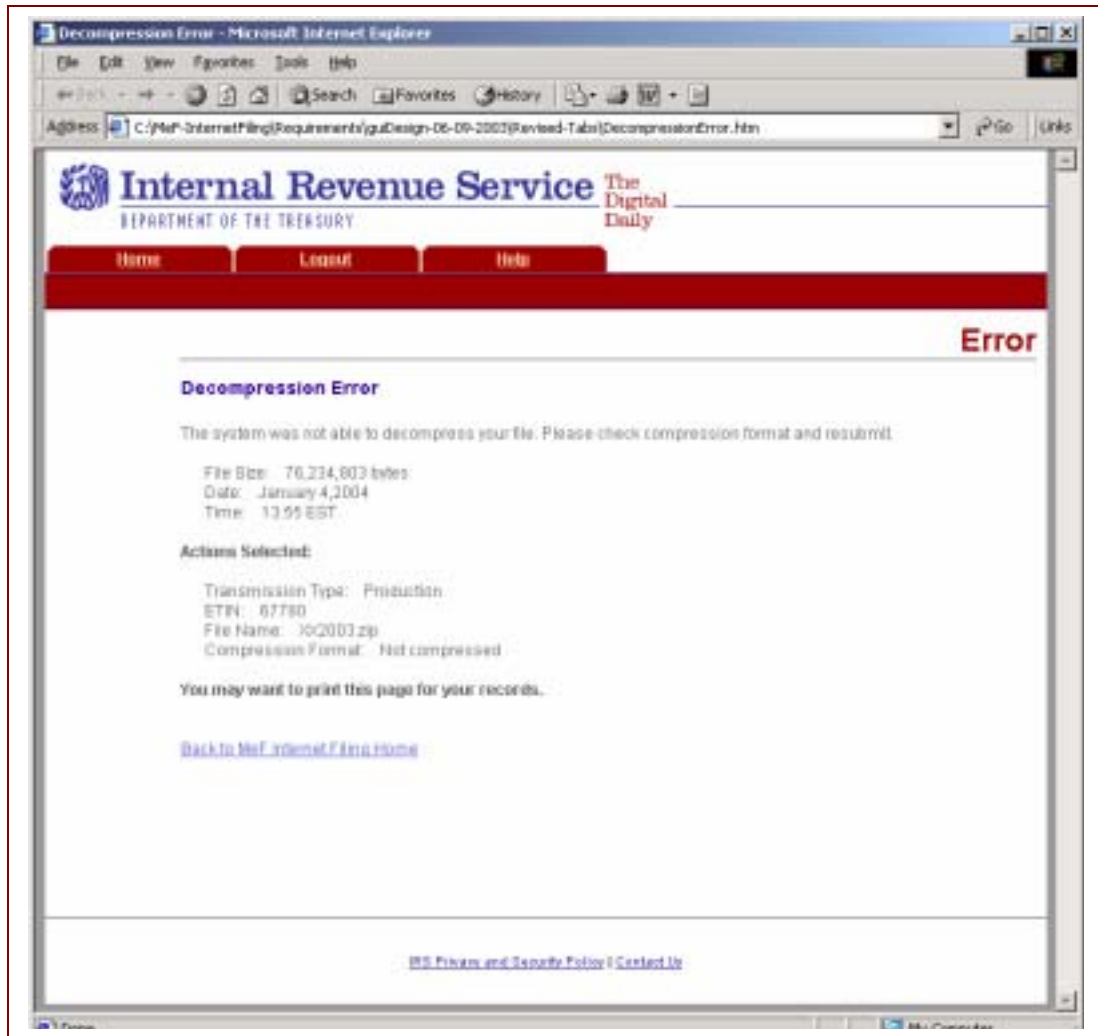 Decompression Error - Microsoft Internet Explorer
File Edit View Favorites Tools Help
Back Search Favorites History
Address C:\MeF-InternetFiling\Requirements\guiDesign-06-09-2003\Revised-Tabs\DecompressionError.htm Go Links
Internal Revenue Service The
Digital
Daily
DEPARTMENT OF THE TREASURY
Home Logout Help
Error
Decompression Error
The system was not able to decompress your file. Please check compression format and resubmit.
File Size: 76,234,803 bytes
Date: January 4,2004
Time: 13:55 EST
Actions Selected:
Transmission Type: Production
ETIN: 67780
File Name: XX2003.zip
Compression Format: Not compressed
You may want to print this page for your records.
Back to MeF Internet Filing Home
IRS Privacy and Security Policy | Contact Us
Done My Computer